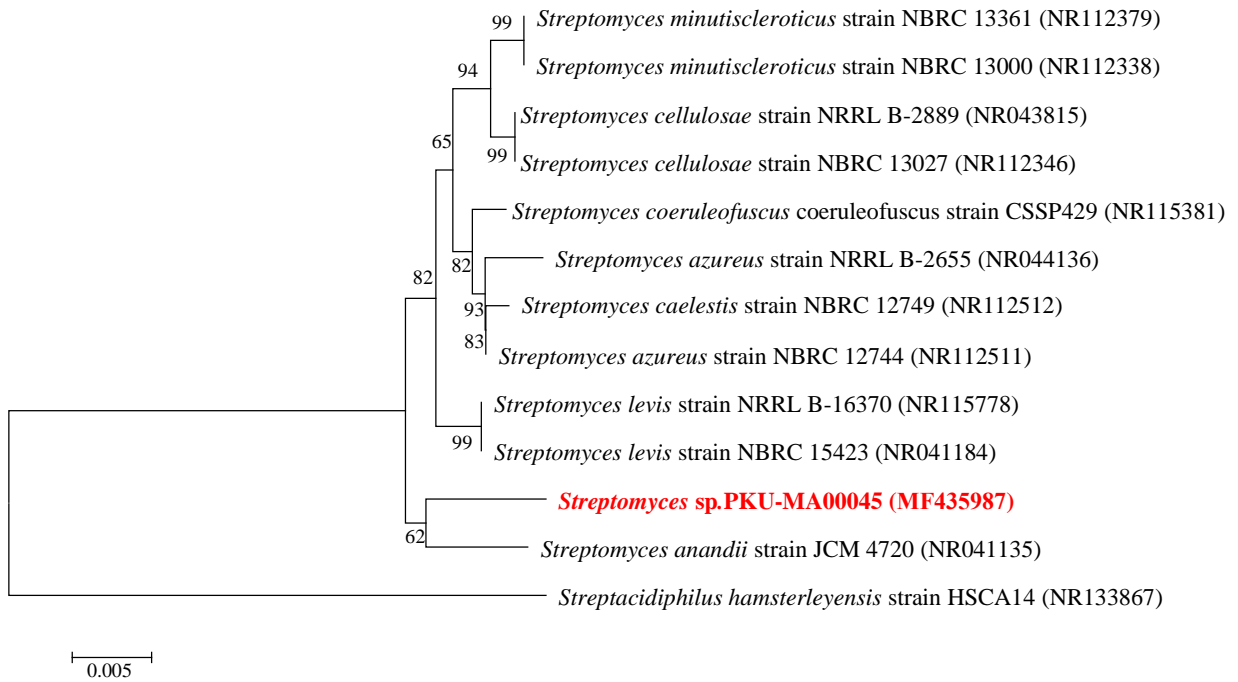 99
Streptomyces minutiscleroticus strain NBRC 13361 (NR112379)
Streptomyces minutiscleroticus strain NBRC 13000 (NR112338)
94
Streptomyces cellulosae strain NRRL B-2889 (NR043815)
65
99
Streptomyces cellulosae strain NBRC 13027 (NR112346)
Streptomyces coeruleofuscus coeruleofuscus strain CSSP429 (NR115381)
82
Streptomyces azureus strain NRRL B-2655 (NR044136)
82
93
Streptomyces caelestis strain NBRC 12749 (NR112512)
83
Streptomyces azureus strain NBRC 12744 (NR112511)
Streptomyces levis strain NRRL B-16370 (NR115778)
99
Streptomyces levis strain NBRC 15423 (NR041184)
Streptomyces sp.PKU-MA00045 (MF435987)
62
Streptomyces anandii strain JCM 4720 (NR041135)
Streptacidiphilus hamsterleyensis strain HSCA14 (NR133867)
0.005